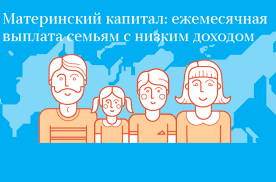 Материнский капитал: ежемесячная
выплата семьям с низким доходом